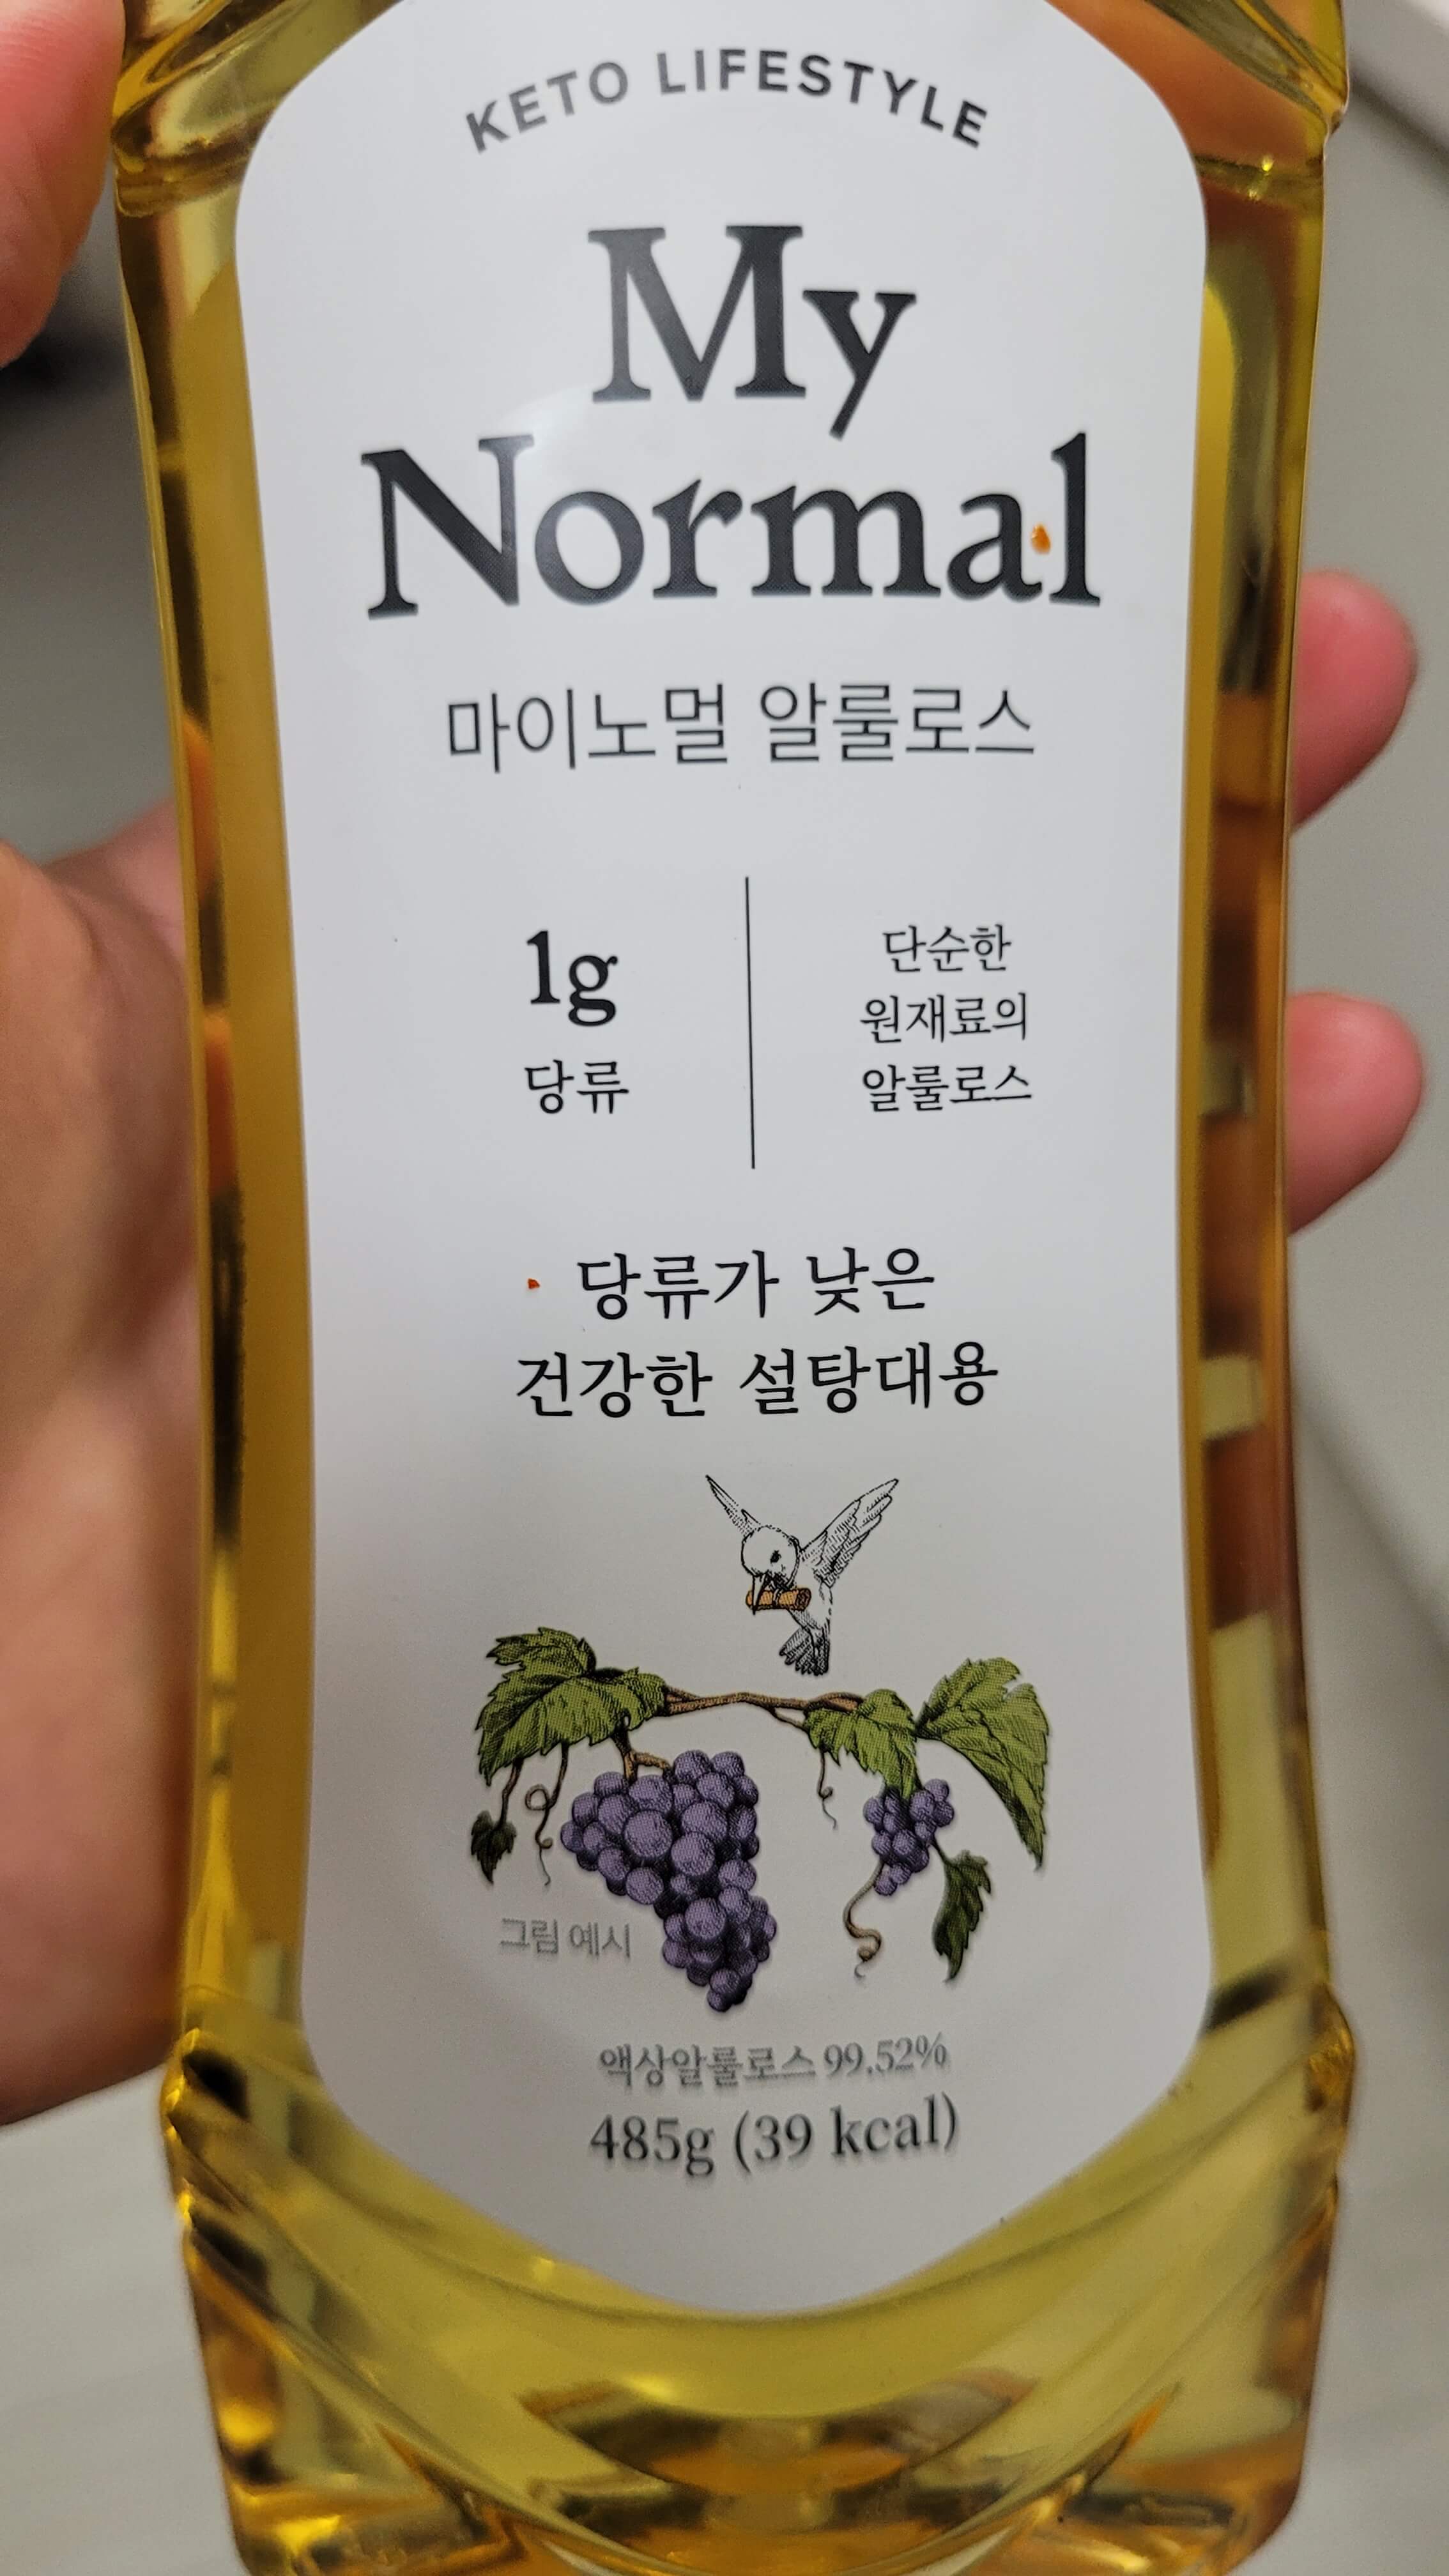 KETO LIFESTYLE
My
Normal
마이노멀 알룰로스
1g
당류
단순한
원재료의
알룰로스
당류가 낮은
건강한 설탕대용
그림 예시
액상알룰로스 99.52%
485g (39 kcal)